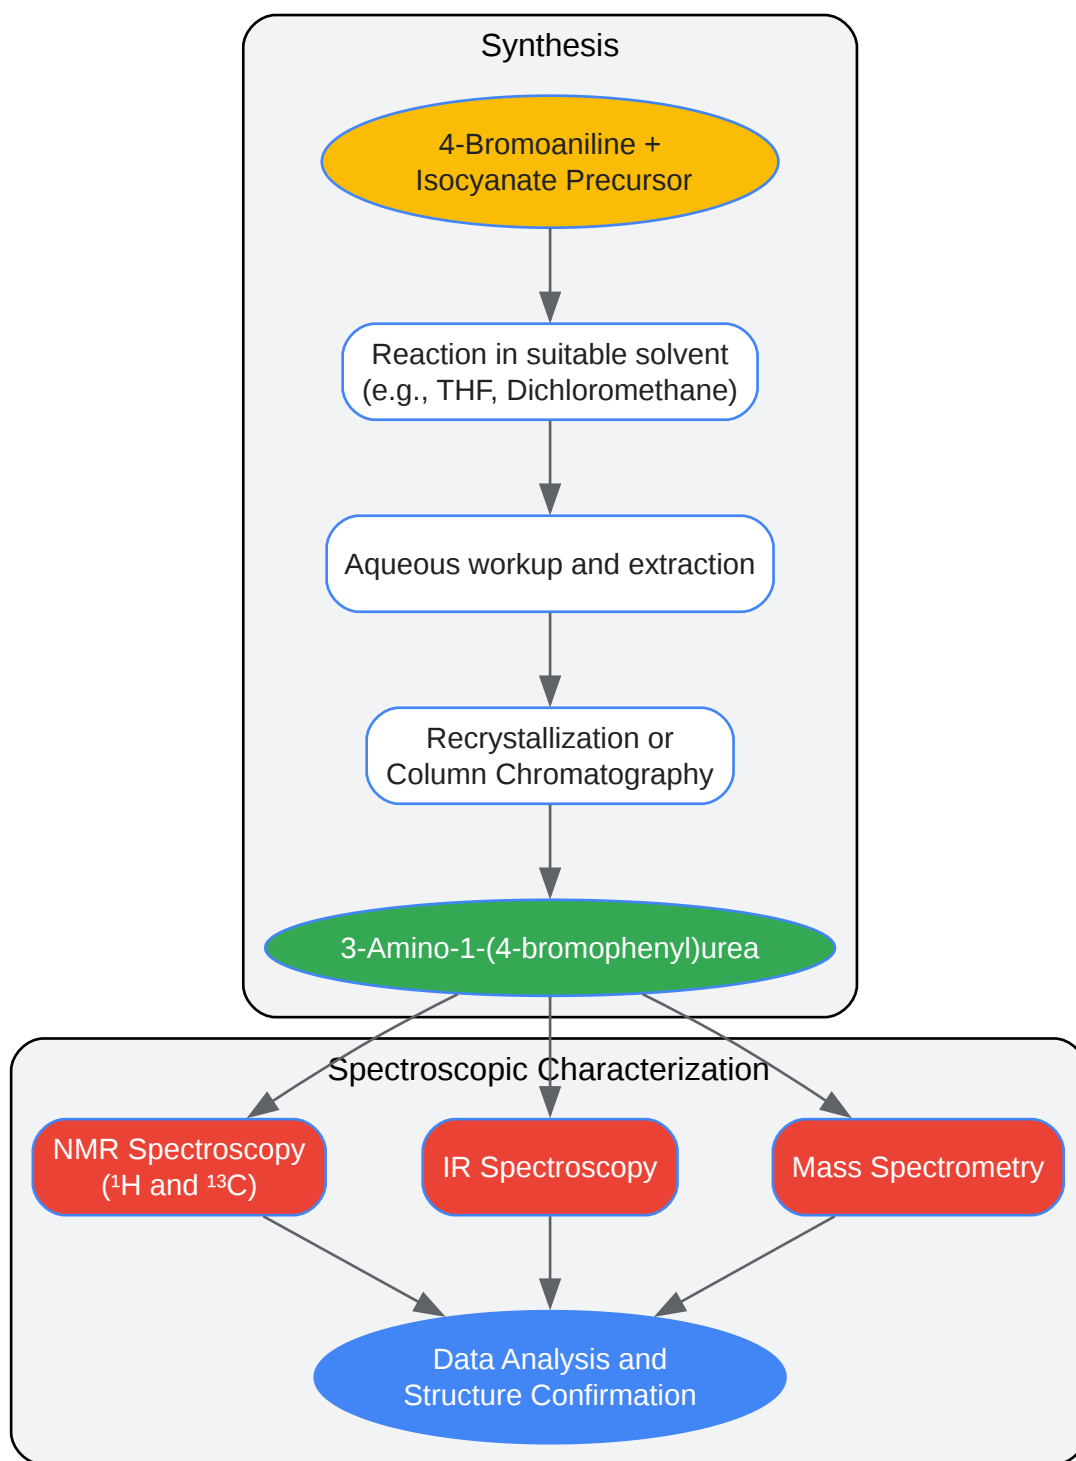 Synthesis
4-Bromoaniline +
Isocyanate Precursor
Reaction in suitable solvent
(e.g., THF, Dichloromethane)
Aqueous workup and extraction
Recrystallization or
Column Chromatography
3-Amino-1-(4-bromophenyl)urea
Spectroscopic Characterization
NMR Spectroscopy
(¹H and ¹³C)
IR Spectroscopy
Mass Spectrometry
Data Analysis and
Structure Confirmation